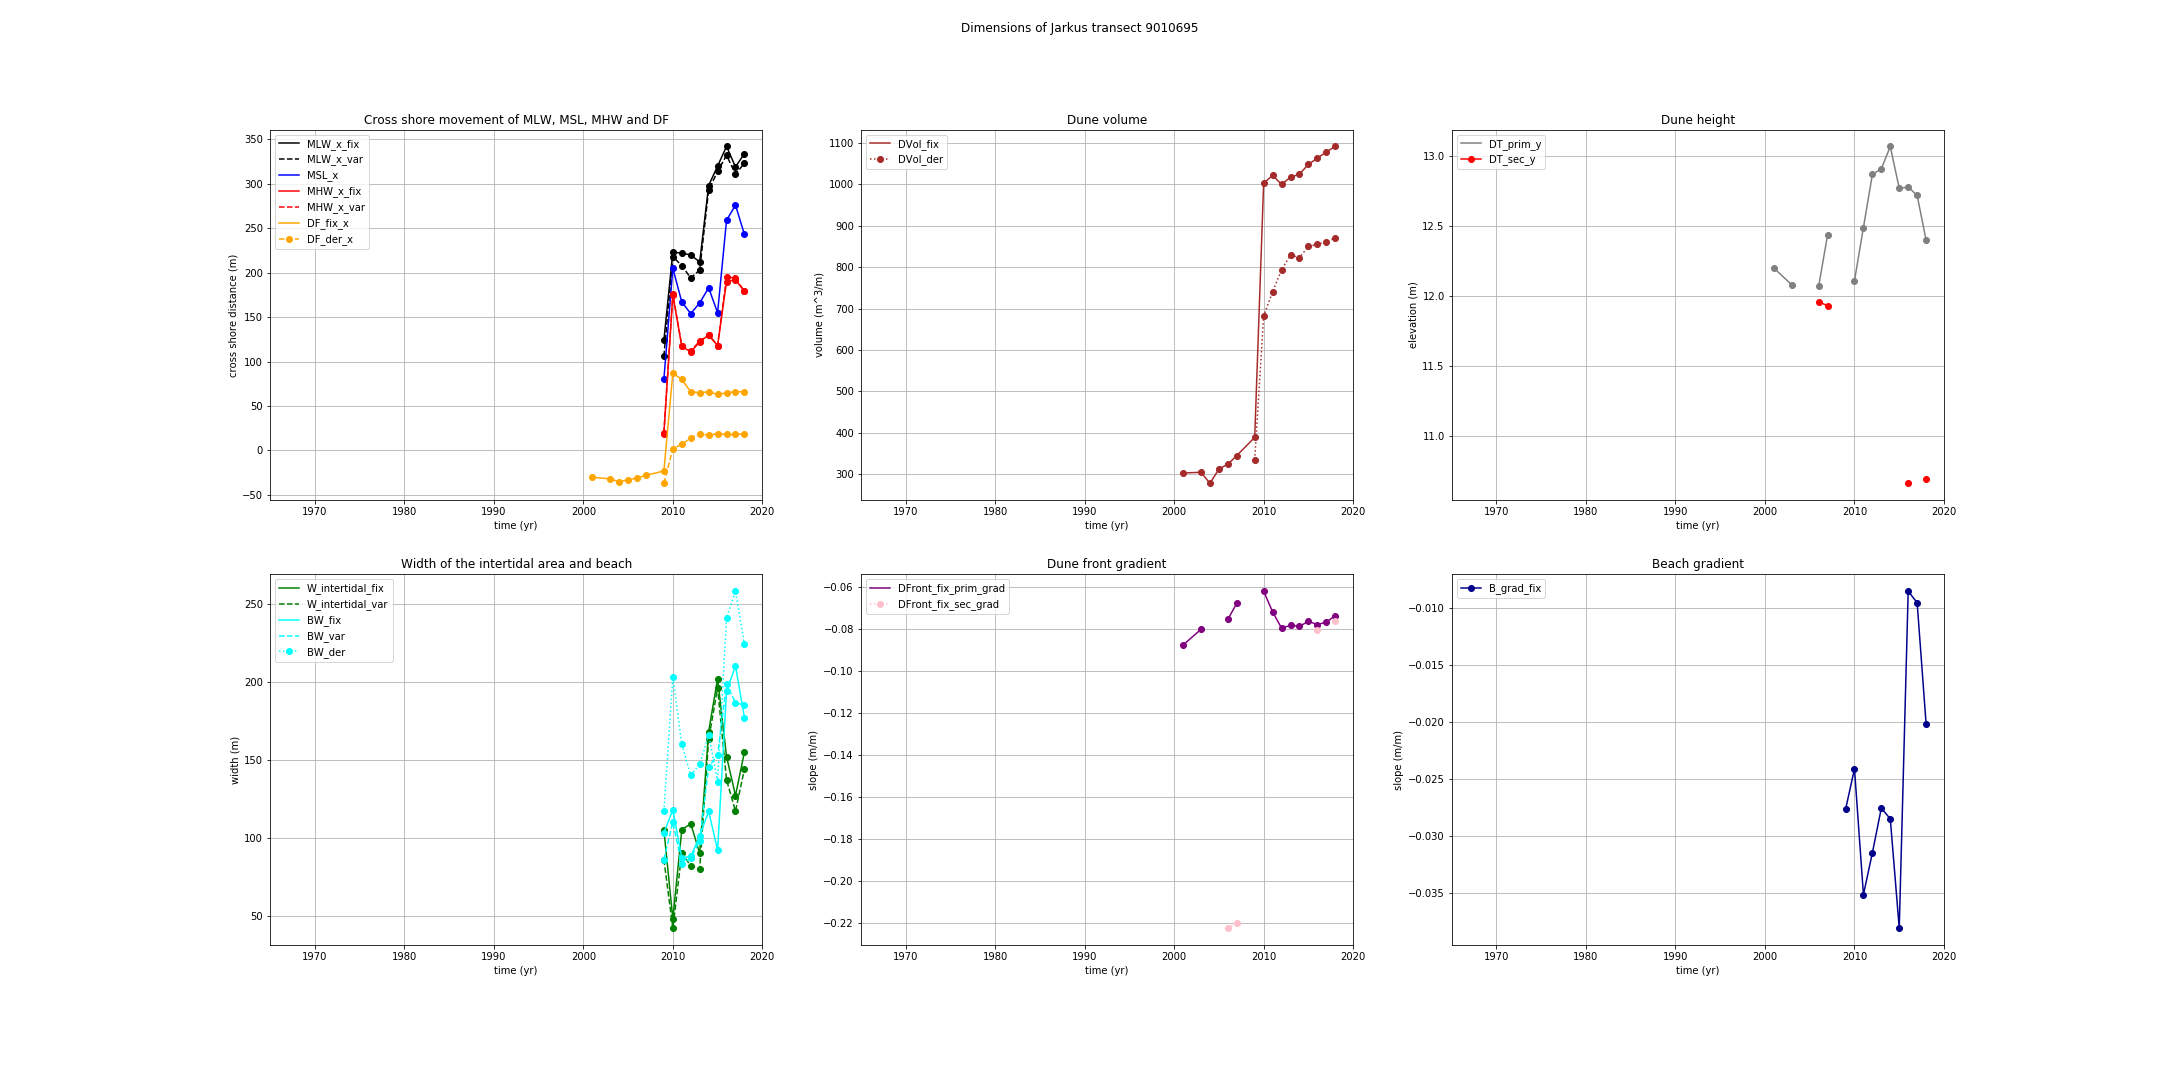 Dimensions of Jarkus transect 9010695
Cross shore movement of MLW, MSL, MHW and DF
350
300
250
200
150
100
50
0
−50
cross shore distance (m)
MLW_x_fix
MLW_x_var
MSL_x
MHW_x_fix
MHW_x_var
DF_fix_x
DF_der_x
1970 1980 1990 2000 2010 2020
time (yr)
Dune volume
1100
1000
900
800
700
600
500
400
300
volume (m^3/m)
DVol_fix
DVol_der
1970 1980 1990 2000 2010 2020
time (yr)
Dune height
13.0
12.5
12.0
11.5
11.0
elevation (m)
DT_prim_y
DT_sec_y
1970 1980 1990 2000 2010 2020
time (yr)
Width of the intertidal area and beach
250
200
150
100
50
width (m)
W_intertidal_fix
W_intertidal_var
BW_fix
BW_var
BW_der
1970 1980 1990 2000 2010 2020
time (yr)
Dune front gradient
−0.06
−0.08
−0.10
−0.12
−0.14
−0.16
−0.18
−0.20
−0.22
slope (m/m)
DFront_fix_prim_grad
DFront_fix_sec_grad
1970 1980 1990 2000 2010 2020
time (yr)
Beach gradient
−0.010
−0.015
−0.020
−0.025
−0.030
−0.035
slope (m/m)
B_grad_fix
1970 1980 1990 2000 2010 2020
time (yr)